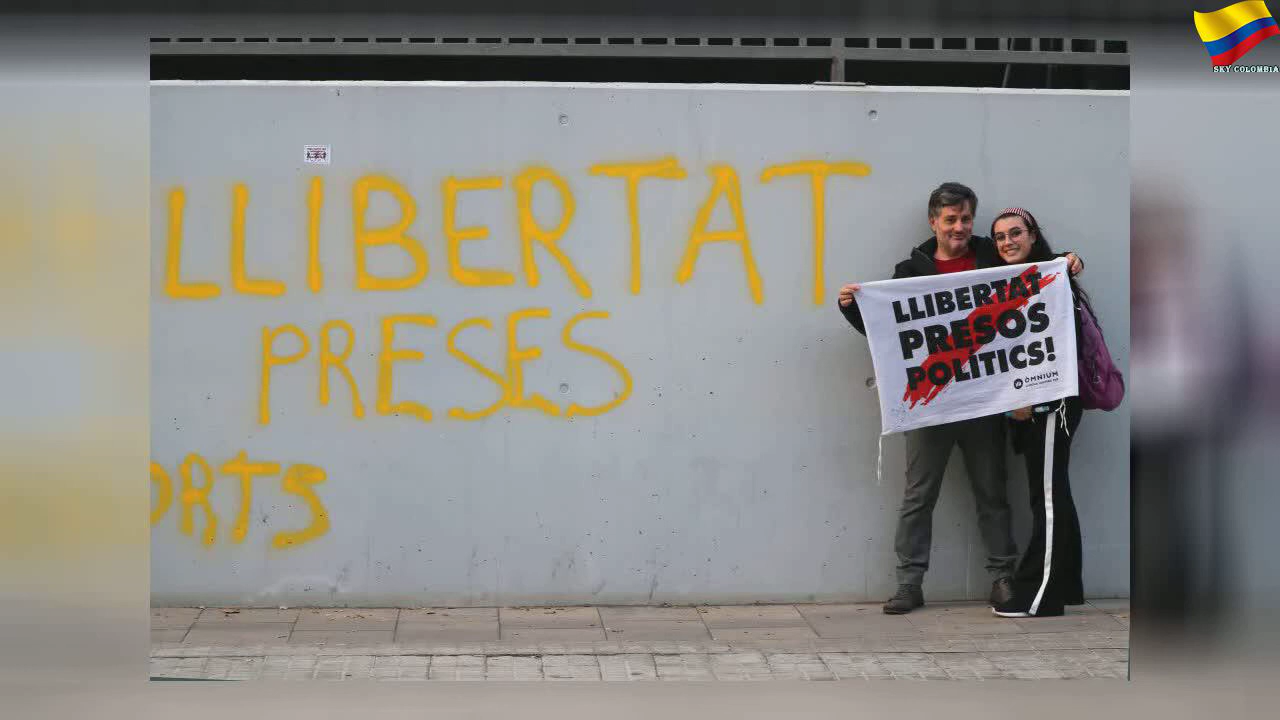 SKY COLOMBIA
LLIBERTAT
PRESES
ORTS
LLIBERTAT
PRESOS
POLÍTICS!
ÒMNIUM